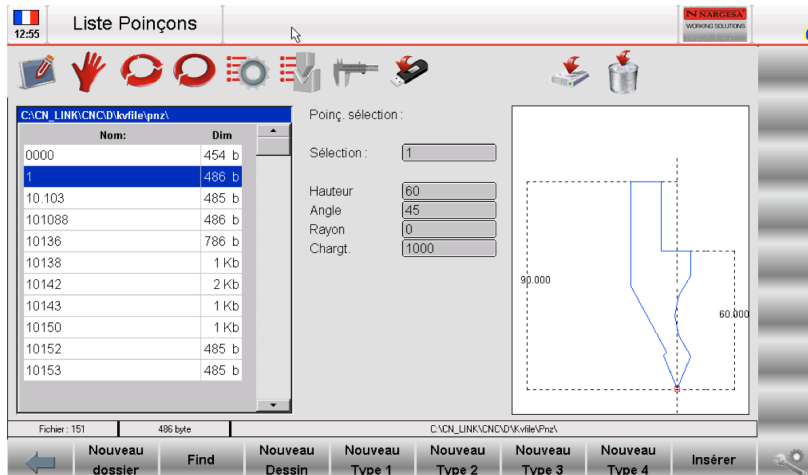 12:55
Liste Poinçons
NARGESA
WORKING SOLUTIONS
C:\CN_LINK\CNC\D\kvfile\pnz\
Nom: Dim
0000 454 b
1 486 b
10.103 485 b
101088 486 b
10136 786 b
10138 1 Kb
10142 2 Kb
10143 1 Kb
10150 1 Kb
10152 485 b
10153 485 b
Poinç. sélection :
Sélection : 1
Hauteur 60
Angle 45
Rayon 0
Chargt. 1000
90.000
60.000
Fichier : 151 486 byte C:\CN_LINK\CNC\D\Kvfile\Pnz\
Nouveau dossier
Find
Nouveau Dessin
Nouveau Type 1
Nouveau Type 2
Nouveau Type 3
Nouveau Type 4
Insérer